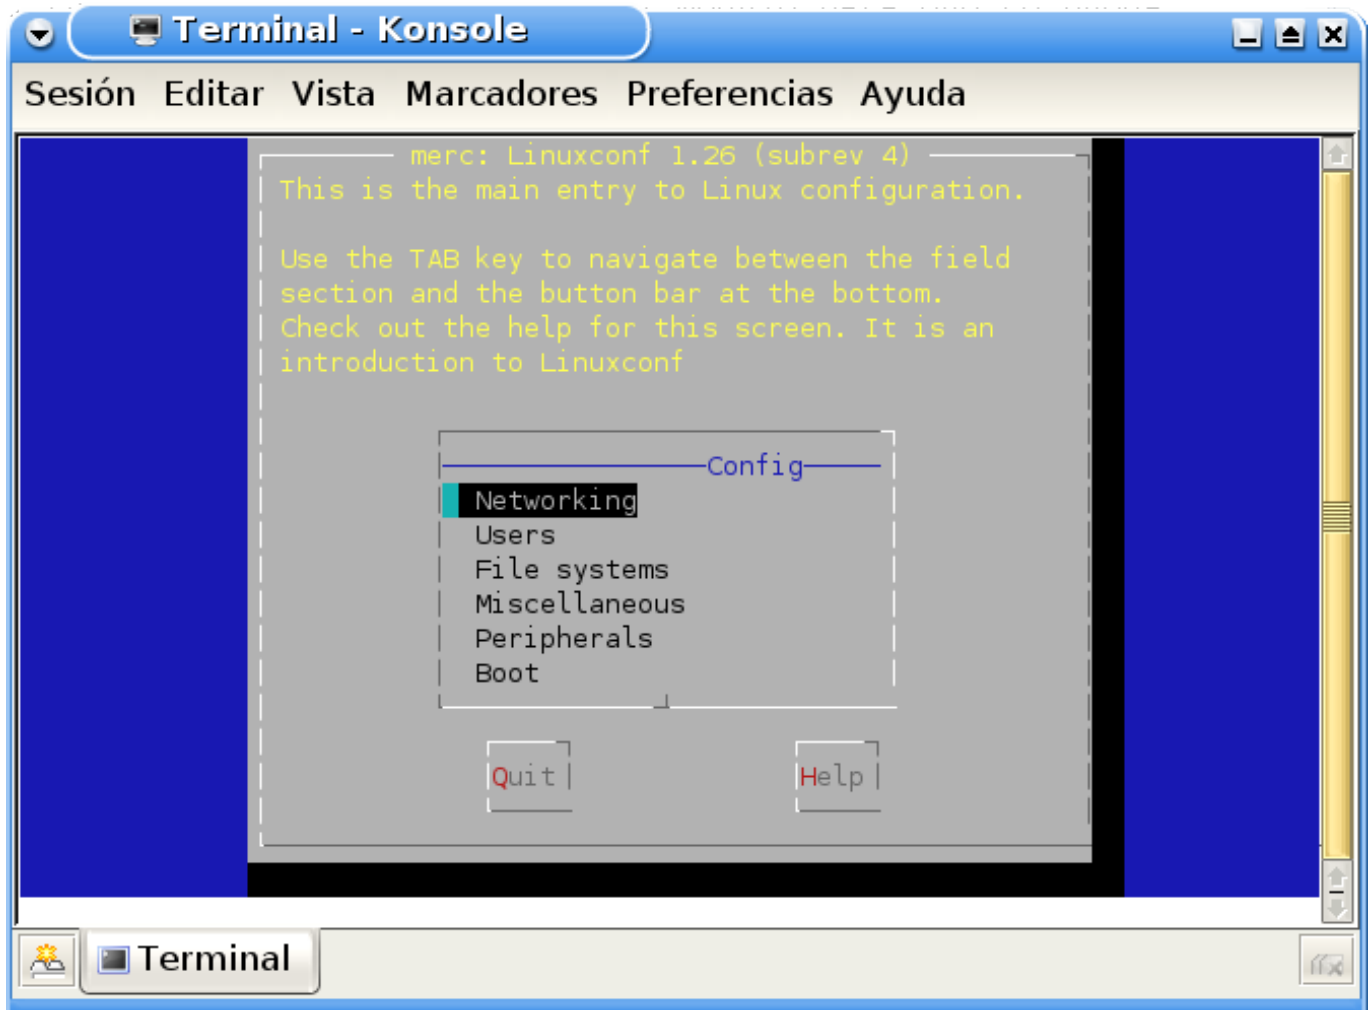 Terminal - Konsole
Sesión Editar Vista Marcadores Preferencias Ayuda
merc: Linuxconf 1.26 (subrev 4)
This is the main entry to Linux configuration.
Use the TAB key to navigate between the field
section and the button bar at the bottom.
Check out the help for this screen. It is an
introduction to Linuxconf
Config
Networking
Users
File systems
Miscellaneous
Peripherals
Boot
Quit Help
Terminal